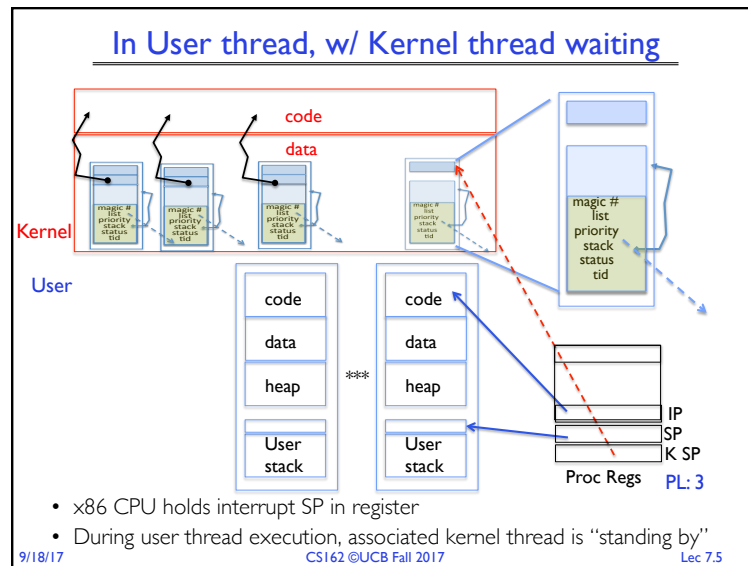 In User thread, w/ Kernel thread waiting
code
data
magic #
list
priority
stack
status
tid
magic #
list
priority
stack
status
tid
magic #
list
priority
stack
status
tid
magic #
list
priority
stack
status
tid
magic #
list
priority
stack
status
tid
Kernel
User
code
data
heap
User
stack
***
code
data
heap
User
stack
IP
SP
K SP
Proc Regs
PL: 3
• x86 CPU holds interrupt SP in register
• During user thread execution, associated kernel thread is “standing by”
9/18/17
CS162 ©UCB Fall 2017
Lec 7.5